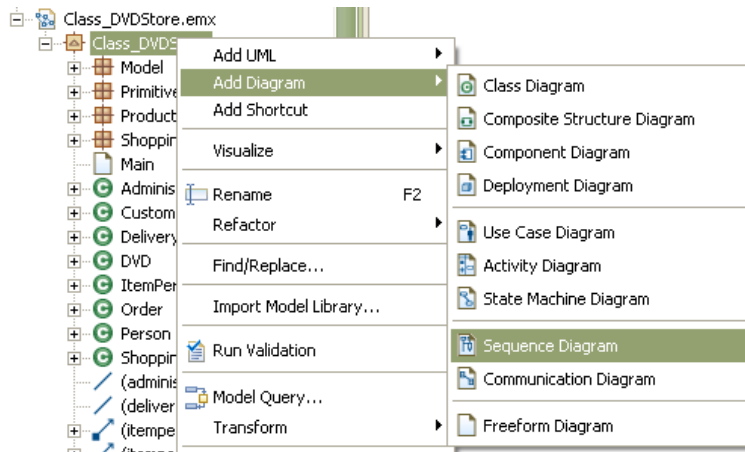 Class_DVDStore.emx
Class_DVDS
Model
Primitive
Product
Shoppin
Main
Adminis
Custom
Delivery
DVD
ItemPer
Order
Person
Shoppin
(adminis
(deliver
(itempe
Add UML
Add Diagram
Add Shortcut
Visualize
Rename F2
Refactor
Find/Replace...
Import Model Library...
Run Validation
Model Query...
Transform
Class Diagram
Composite Structure Diagram
Component Diagram
Deployment Diagram
Use Case Diagram
Activity Diagram
State Machine Diagram
Sequence Diagram
Communication Diagram
Freeform Diagram